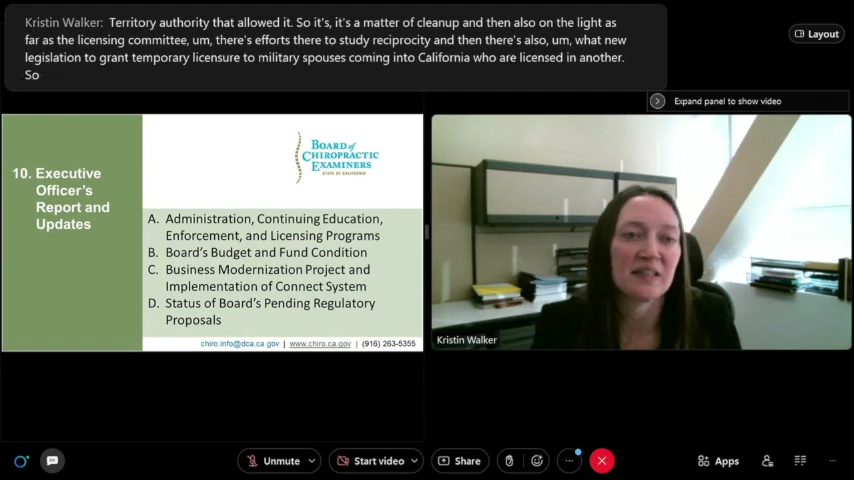 Kristin Walker: Territory authority that allowed it. So it's, it's a matter of cleanup and then also on the light as
far as the licensing committee, um, there's efforts there to study reciprocity and then there's also, um, what new
legislation to grant temporary licensure to military spouses coming into California who are licensed in another.
So
Layout
Expand panel to show video
10. Executive
Officer's
Report and
Updates
BOARD of
CHIROPRACTIC
EXAMINERS
STATE OF CALIFORNIA
A. Administration, Continuing Education,
Enforcement, and Licensing Programs
B. Board's Budget and Fund Condition
C. Business Modernization Project and
Implementation of Connect System
D. Status of Board's Pending Regulatory
Proposals
chiro.info@dca.ca.gov | www.chiro.ca.gov | (916) 263-5355
Kristin Walker
Unmute
Start video
Share
Apps